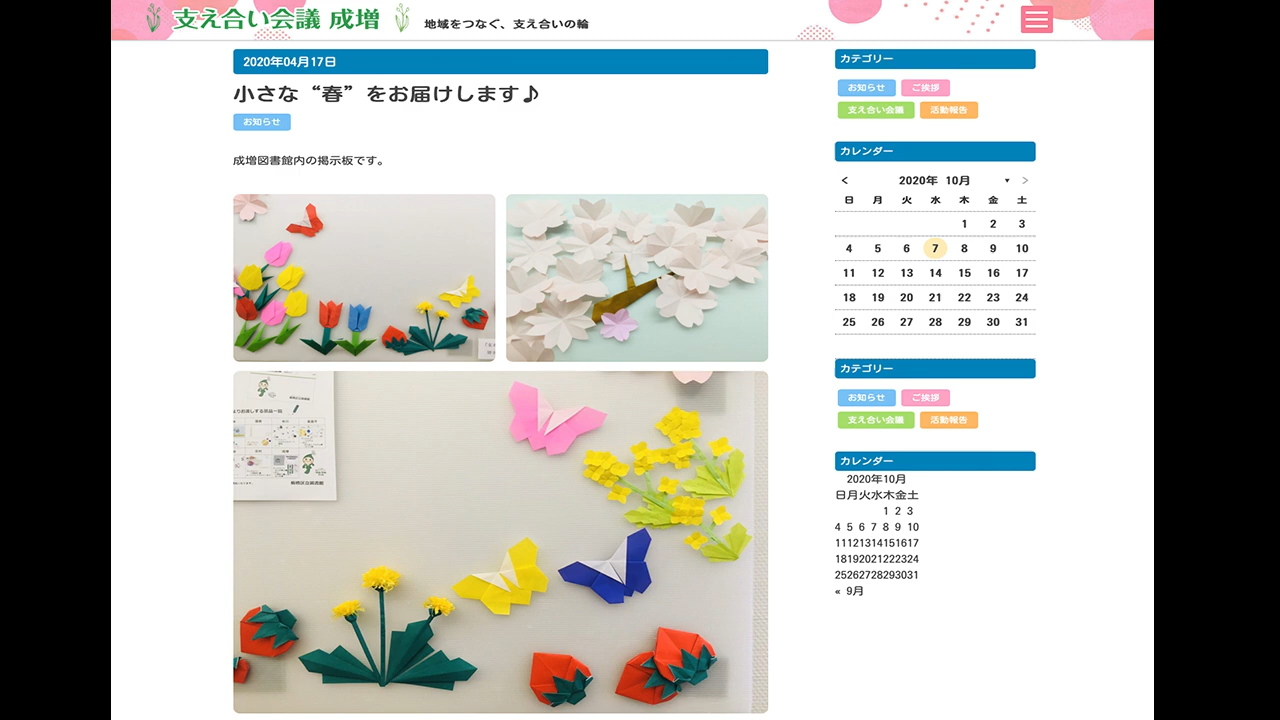 支え合い会議 成増
地域をつなぐ、支え合いの輪
2020年04月17日
小さな“春”をお届けします♪
お知らせ
成増図書館内の掲示板です。
カテゴリー
お知らせ ご挨拶
支え合い会議 活動報告
カレンダー
< 2020年 10月 ▾ >
日 月 火 水 木 金 土
1 2 3
4 5 6 7 8 9 10
11 12 13 14 15 16 17
18 19 20 21 22 23 24
25 26 27 28 29 30 31
カテゴリー
お知らせ ご挨拶
支え合い会議 活動報告
カレンダー
2020年10月
日月火水木金土
1 2 3
4 5 6 7 8 9 10
11121314151617
18192021222324
25262728293031
« 9月